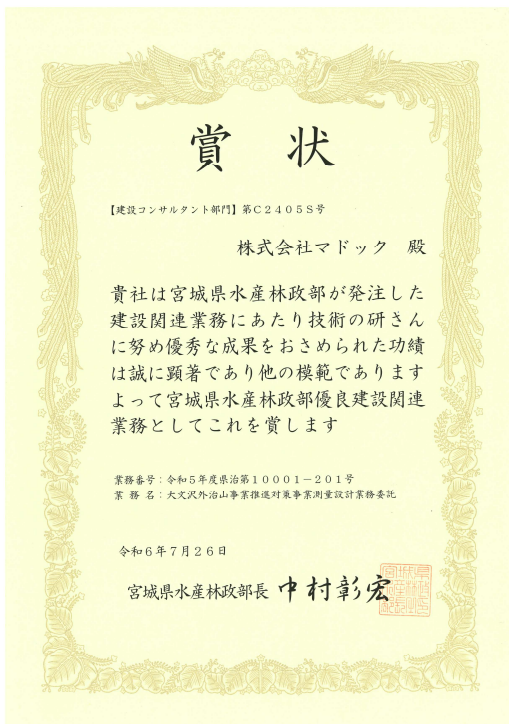 賞状
【建設コンサルタント部門】第C2405S号
株式会社マドック 殿
貴社は宮城県水産林政部が発注した
建設関連業務にあたり技術の研さん
に努め優秀な成果をおさめられた功績
は誠に顕著であり他の模範であります
よって宮城県水産林政部優良建設関連
業務としてこれを賞します
業務番号：令和5年度県治第10001－201号
業務名：大文沢外治山事業推進対策事業測量設計業務委託
令和6年7月26日
宮城県水産林政部長 中村彰宏